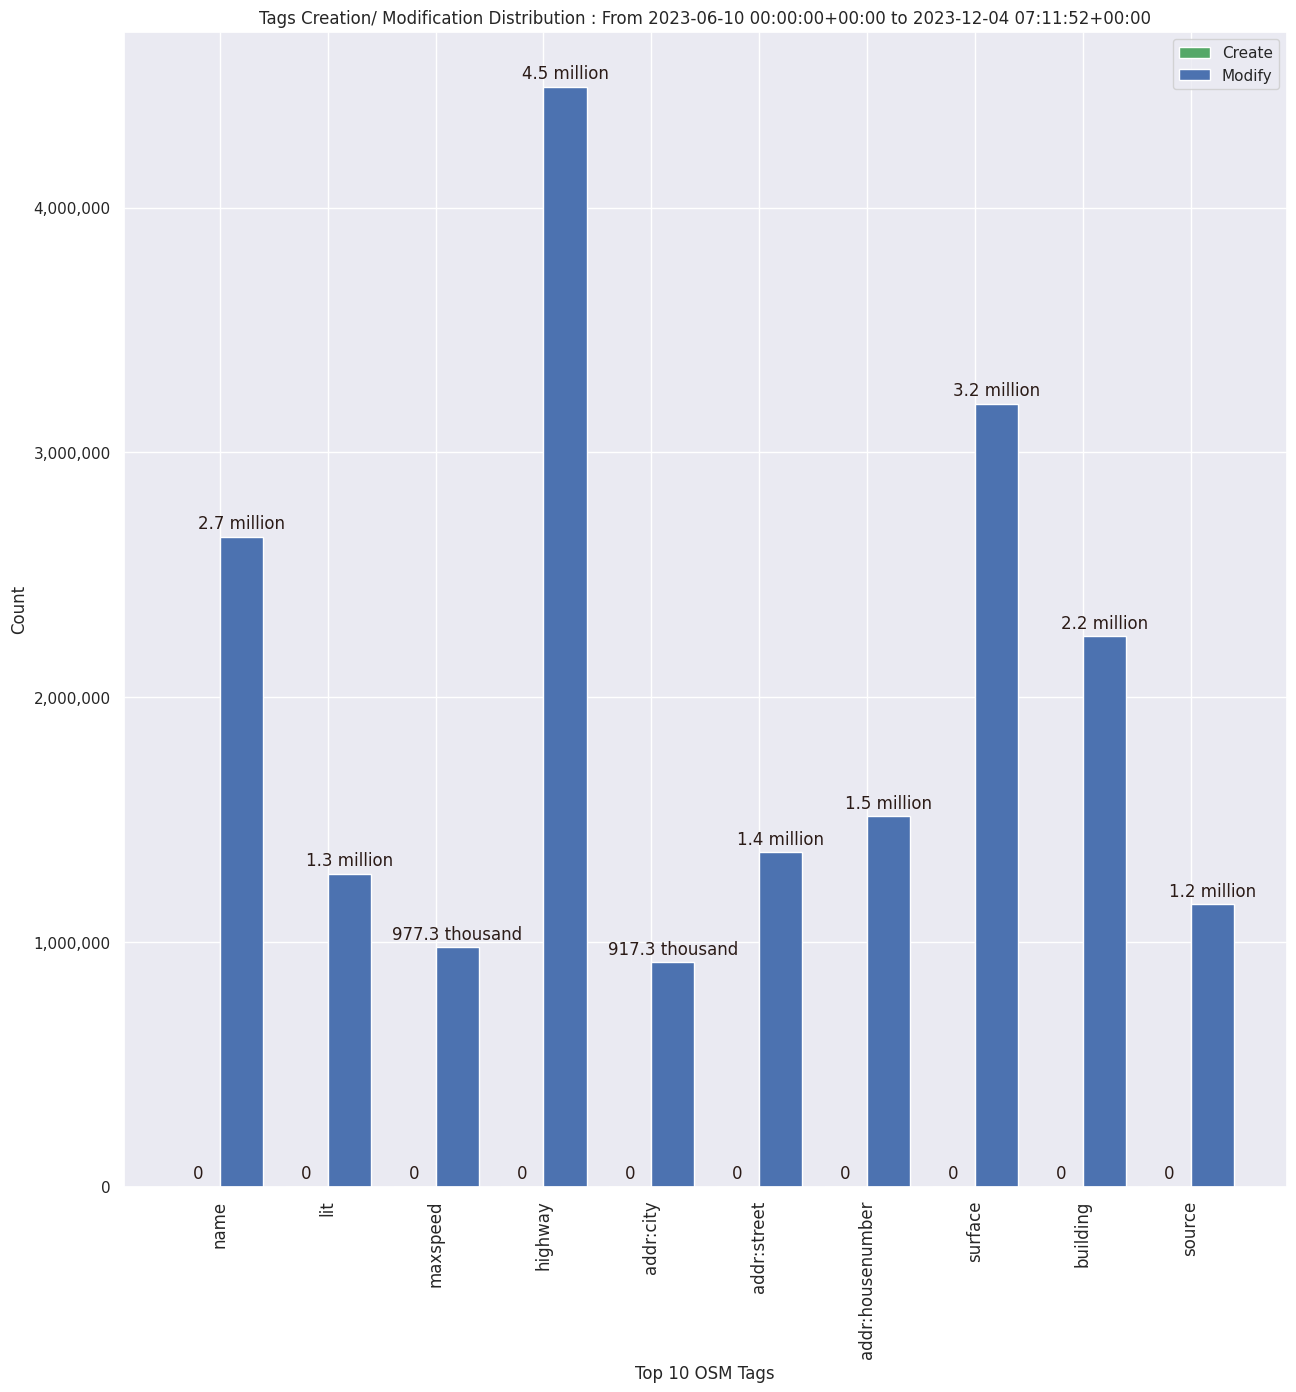 Tags Creation/ Modification Distribution : From 2023-06-10 00:00:00+00:00 to 2023-12-04 07:11:52+00:00
Create
Modify
4.5 million
4,000,000
3.2 million
3,000,000
2.7 million
2.2 million
2,000,000
1.5 million
1.4 million
1.3 million
1.2 million
977.3 thousand
917.3 thousand
1,000,000
0 0 0 0 0 0 0 0 0 0
0
Count
name
lit
maxspeed
highway
addr:city
addr:street
addr:housenumber
surface
building
source
Top 10 OSM Tags